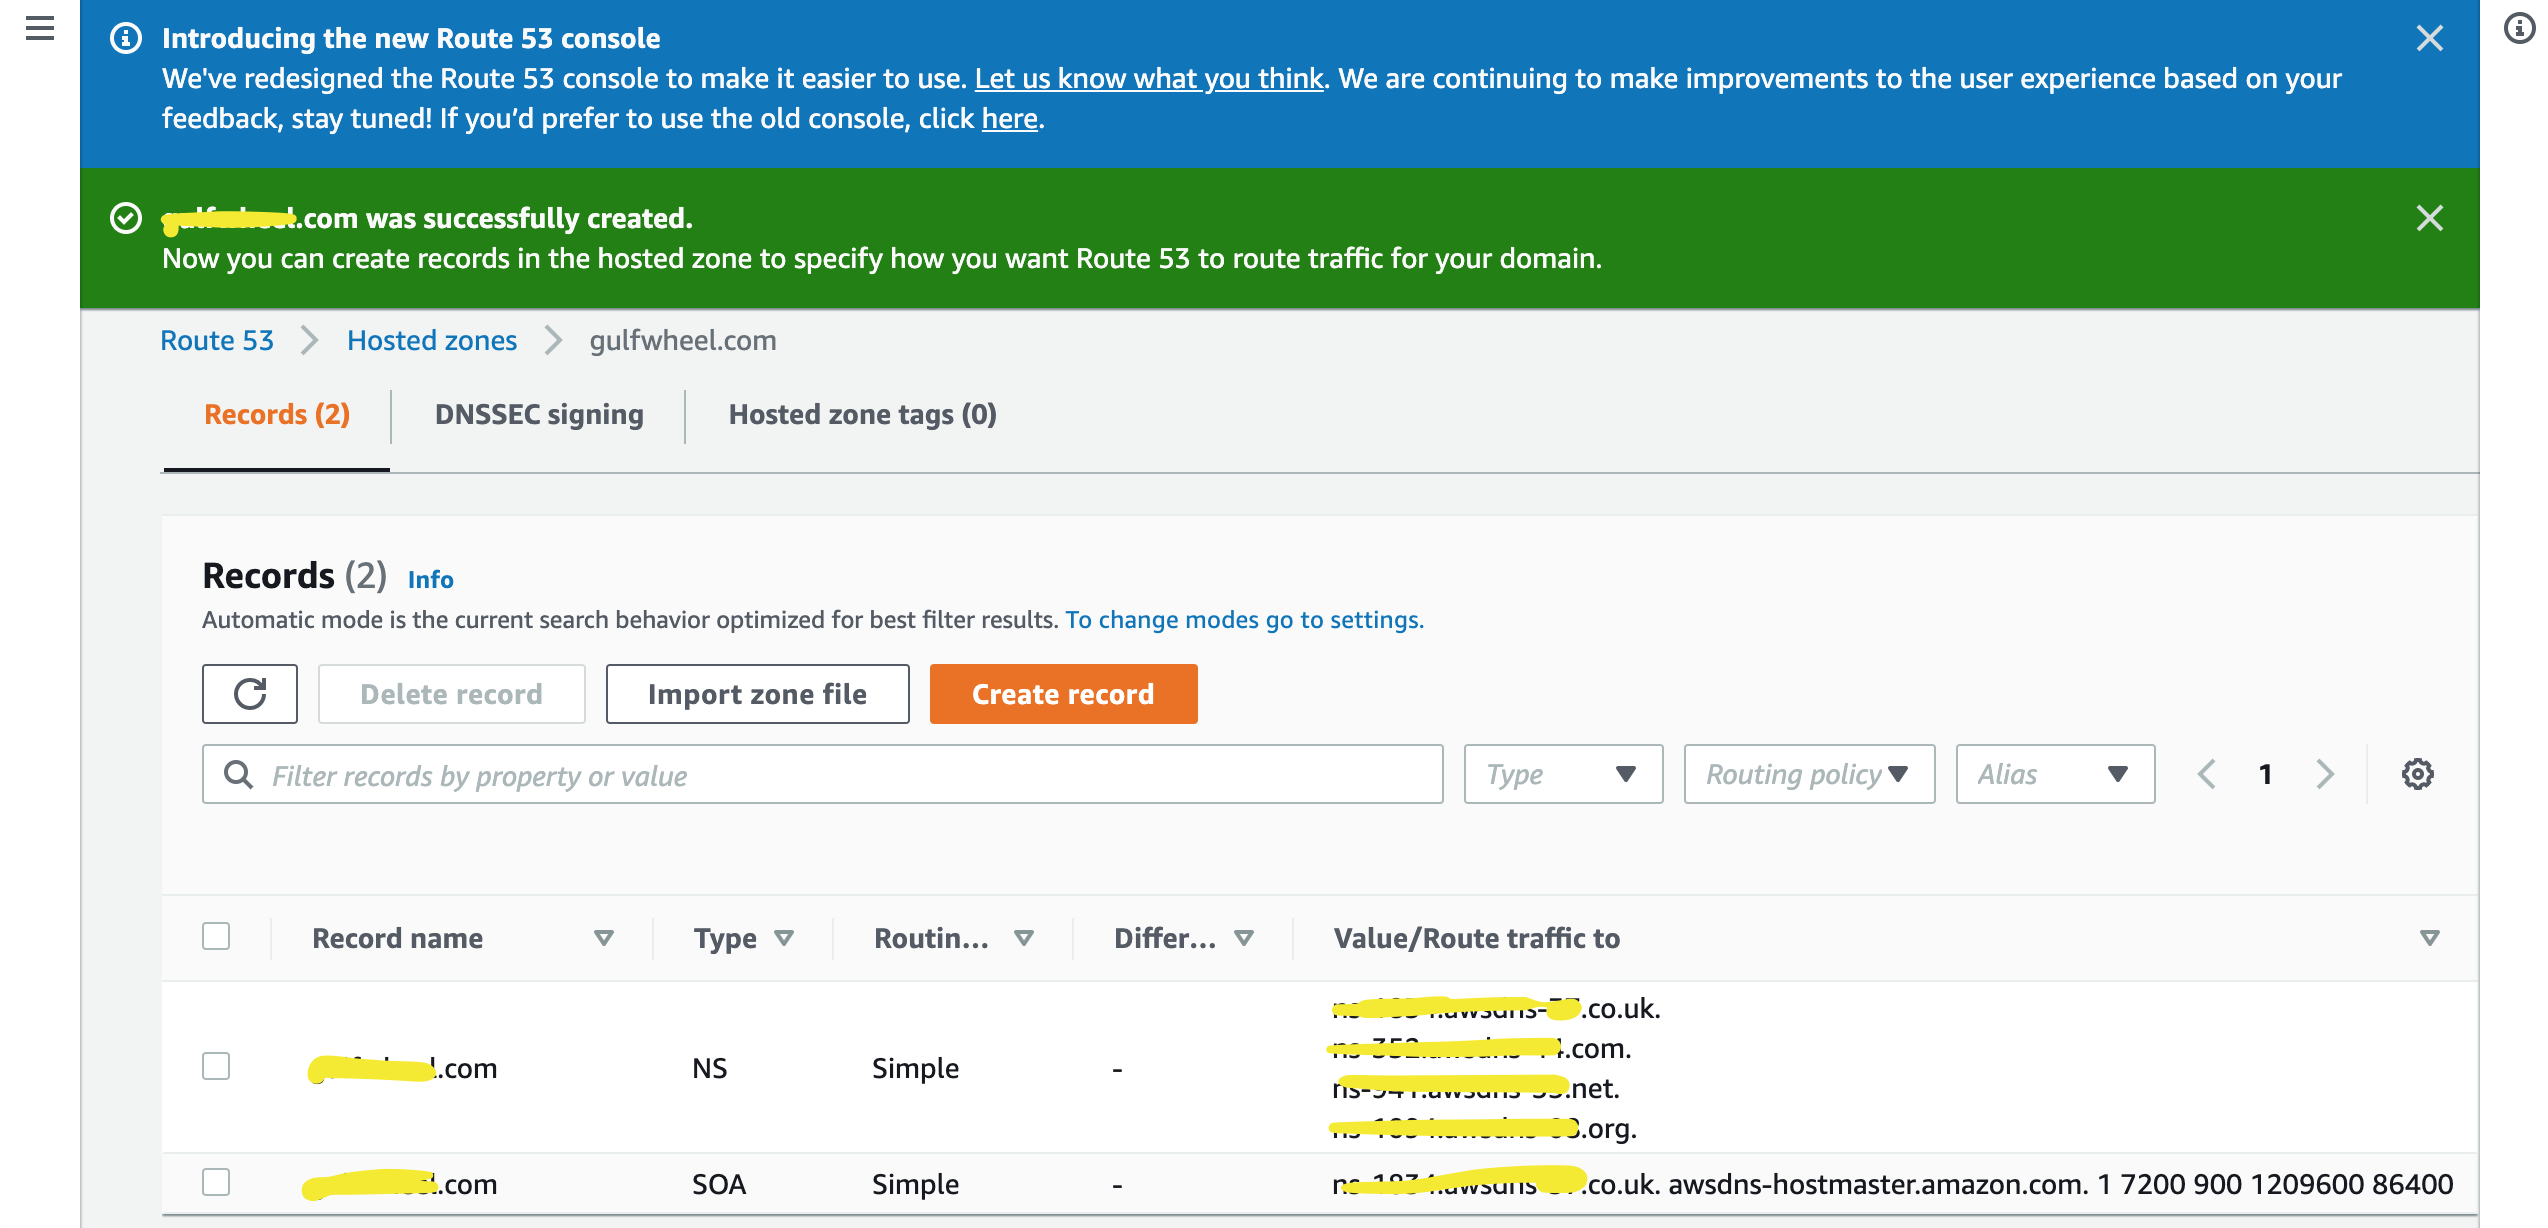 Introducing the new Route 53 console
We've redesigned the Route 53 console to make it easier to use. Let us know what you think. We are continuing to make improvements to the user experience based on your
feedback, stay tuned! If you’d prefer to use the old console, click here.
.com was successfully created.
Now you can create records in the hosted zone to specify how you want Route 53 to route traffic for your domain.
Route 53 Hosted zones gulfwheel.com
Records (2) DNSSEC signing Hosted zone tags (0)
Records (2) Info
Automatic mode is the current search behavior optimized for best filter results. To change modes go to settings.
Delete record Import zone file Create record
Filter records by property or value Type Routing policy Alias 1
Record name Type Routin... Differ... Value/Route traffic to
.co.uk.
.com.
.com NS Simple -
.net.
.org.
.com SOA Simple - .co.uk. awsdns-hostmaster.amazon.com. 1 7200 900 1209600 86400